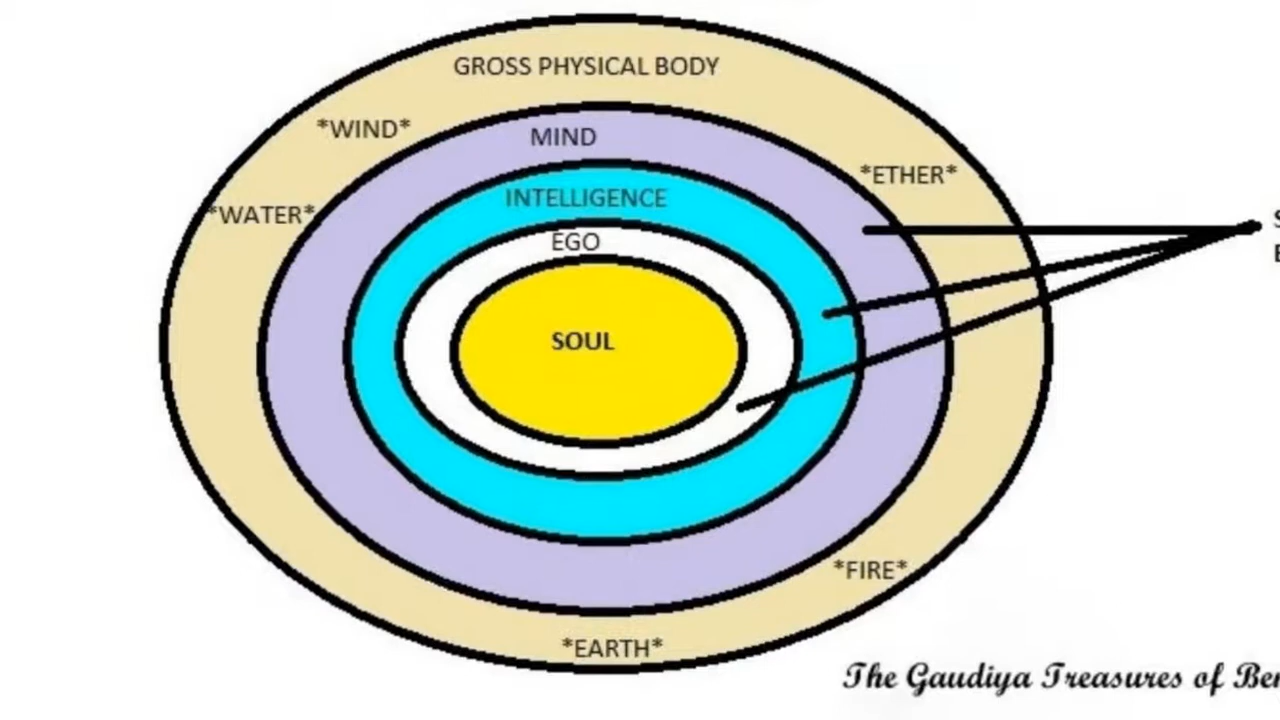 GROSS PHYSICAL BODY
*WIND*
MIND
*ETHER*
INTELLIGENCE
*WATER*
EGO
SOUL
*FIRE*
*EARTH*
The Gaudiya Treasures of